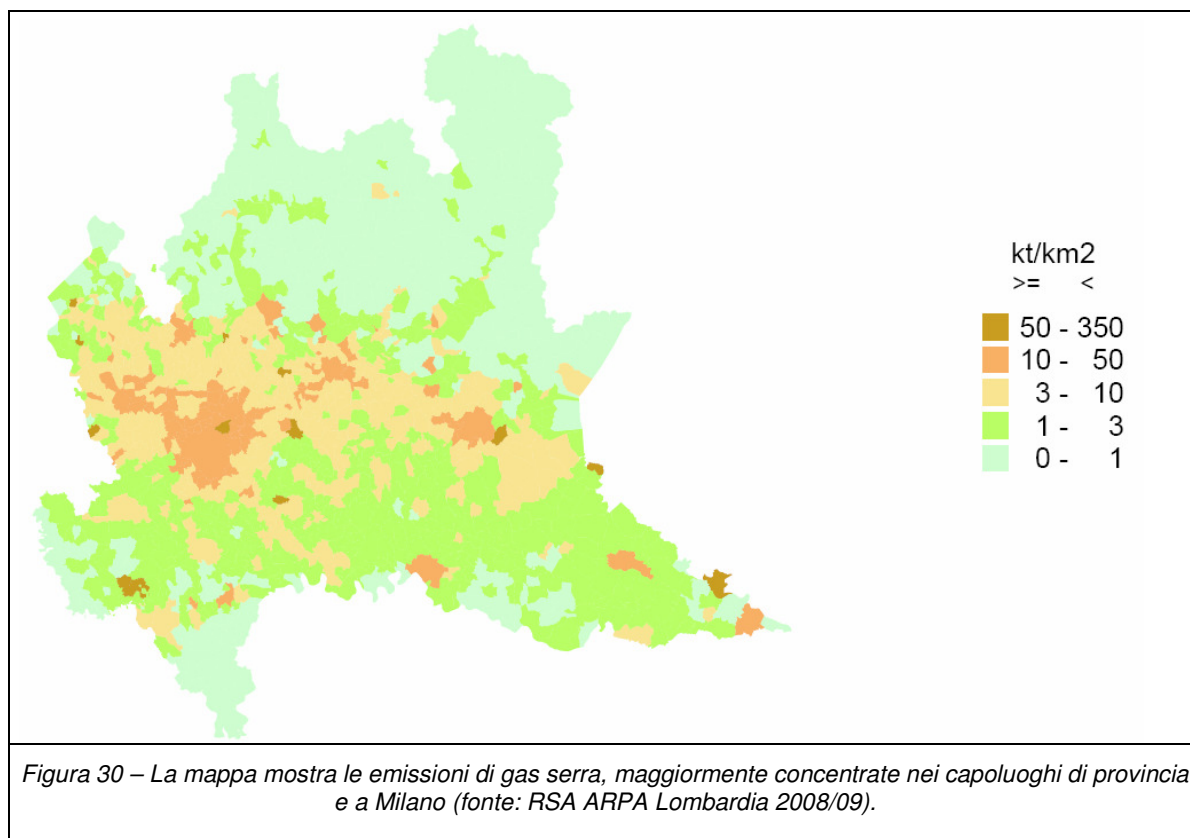 kt/km2
>= <
50 - 350
10 - 50
3 - 10
1 - 3
0 - 1
Figura 30 – La mappa mostra le emissioni di gas serra, maggiormente concentrate nei capoluoghi di provincia
e a Milano (fonte: RSA ARPA Lombardia 2008/09).